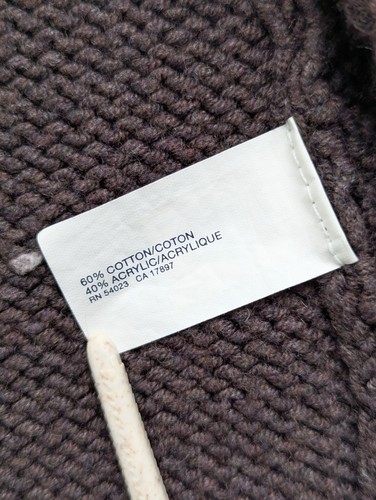 60% COTTON/COTON
40% ACRYLIC/ACRYLIQUE
RN 54023 CA 17897